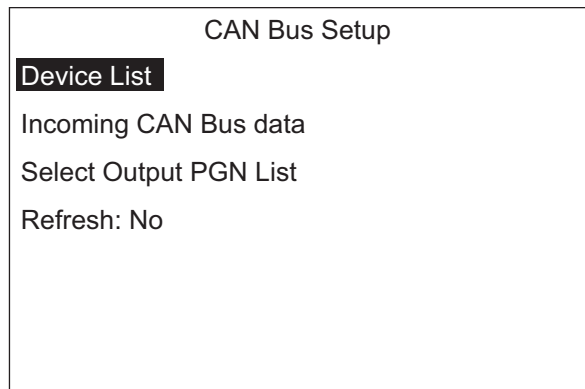 CAN Bus Setup
Device List
Incoming CAN Bus data
Select Output PGN List
Refresh: No